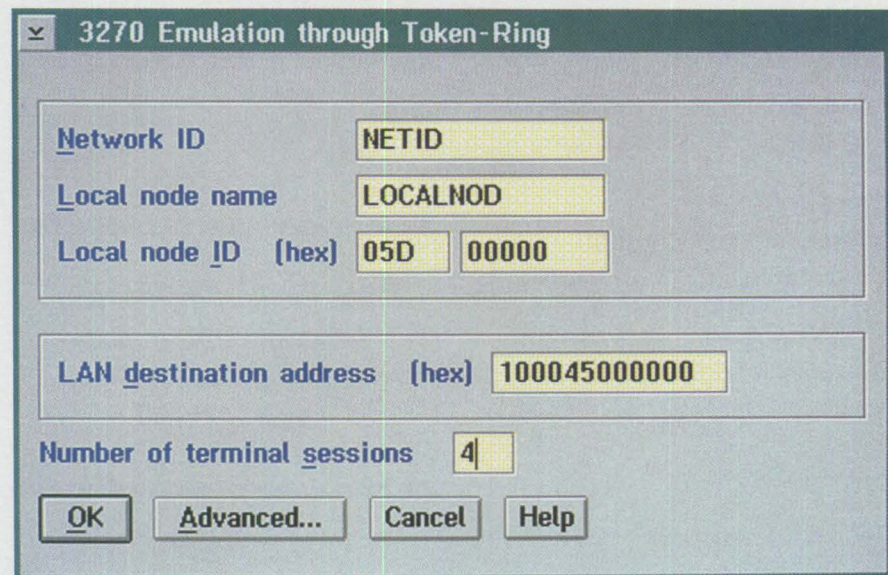 3270 Emulation through Token-Ring
Network ID NETID
Local node name LOCALNOD
Local node ID (hex) 05D 00000
LAN destination address (hex) 100045000000
Number of terminal sessions 4
OK Advanced... Cancel Help